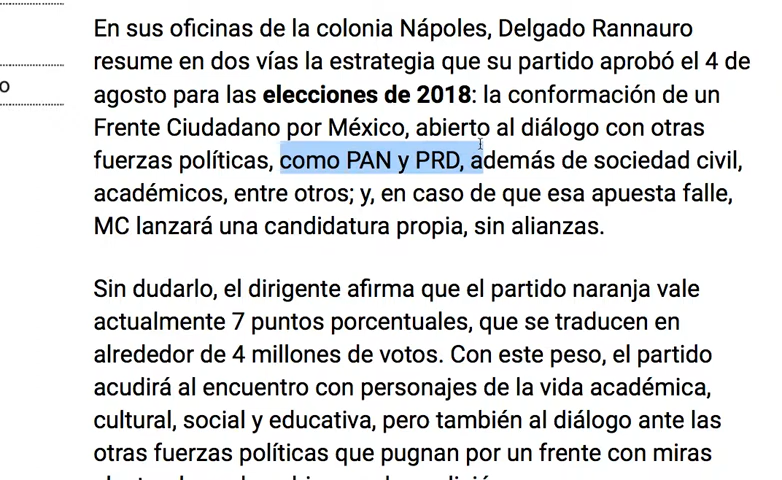 En sus oficinas de la colonia Nápoles, Delgado Rannauro
resume en dos vías la estrategia que su partido aprobó el 4 de
o
agosto para las elecciones de 2018: la conformación de un
Frente Ciudadano por México, abierto al diálogo con otras
fuerzas políticas, como PAN y PRD, además de sociedad civil,
académicos, entre otros; y, en caso de que esa apuesta falle,
MC lanzará una candidatura propia, sin alianzas.
Sin dudarlo, el dirigente afirma que el partido naranja vale
actualmente 7 puntos porcentuales, que se traducen en
alrededor de 4 millones de votos. Con este peso, el partido
acudirá al encuentro con personajes de la vida académica,
cultural, social y educativa, pero también al diálogo ante las
otras fuerzas políticas que pugnan por un frente con miras